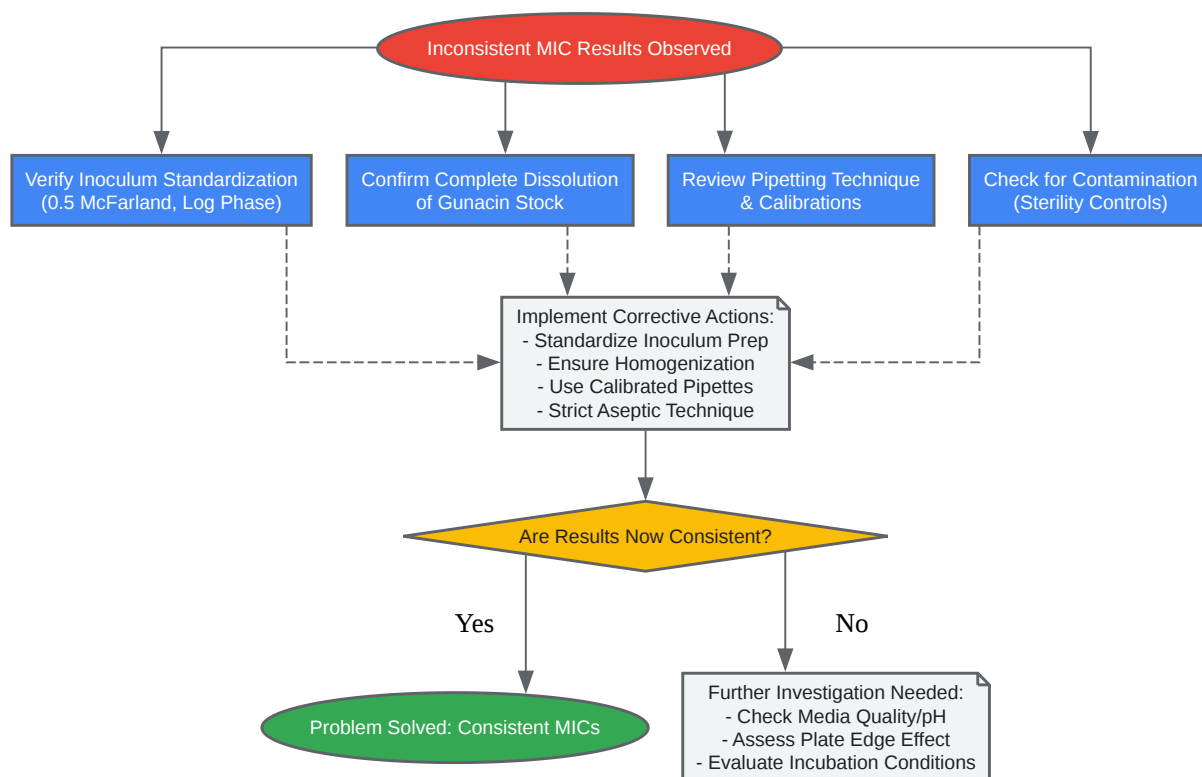 Inconsistent MIC Results Observed
Verify Inoculum Standardization
(0.5 McFarland, Log Phase)
Confirm Complete Dissolution
of Gunacin Stock
Review Pipetting Technique
& Calibrations
Check for Contamination
(Sterility Controls)
Implement Corrective Actions:
- Standardize Inoculum Prep
- Ensure Homogenization
- Use Calibrated Pipettes
- Strict Aseptic Technique
Are Results Now Consistent?
Yes
No
Problem Solved: Consistent MICs
Further Investigation Needed:
- Check Media Quality/pH
- Assess Plate Edge Effect
- Evaluate Incubation Conditions